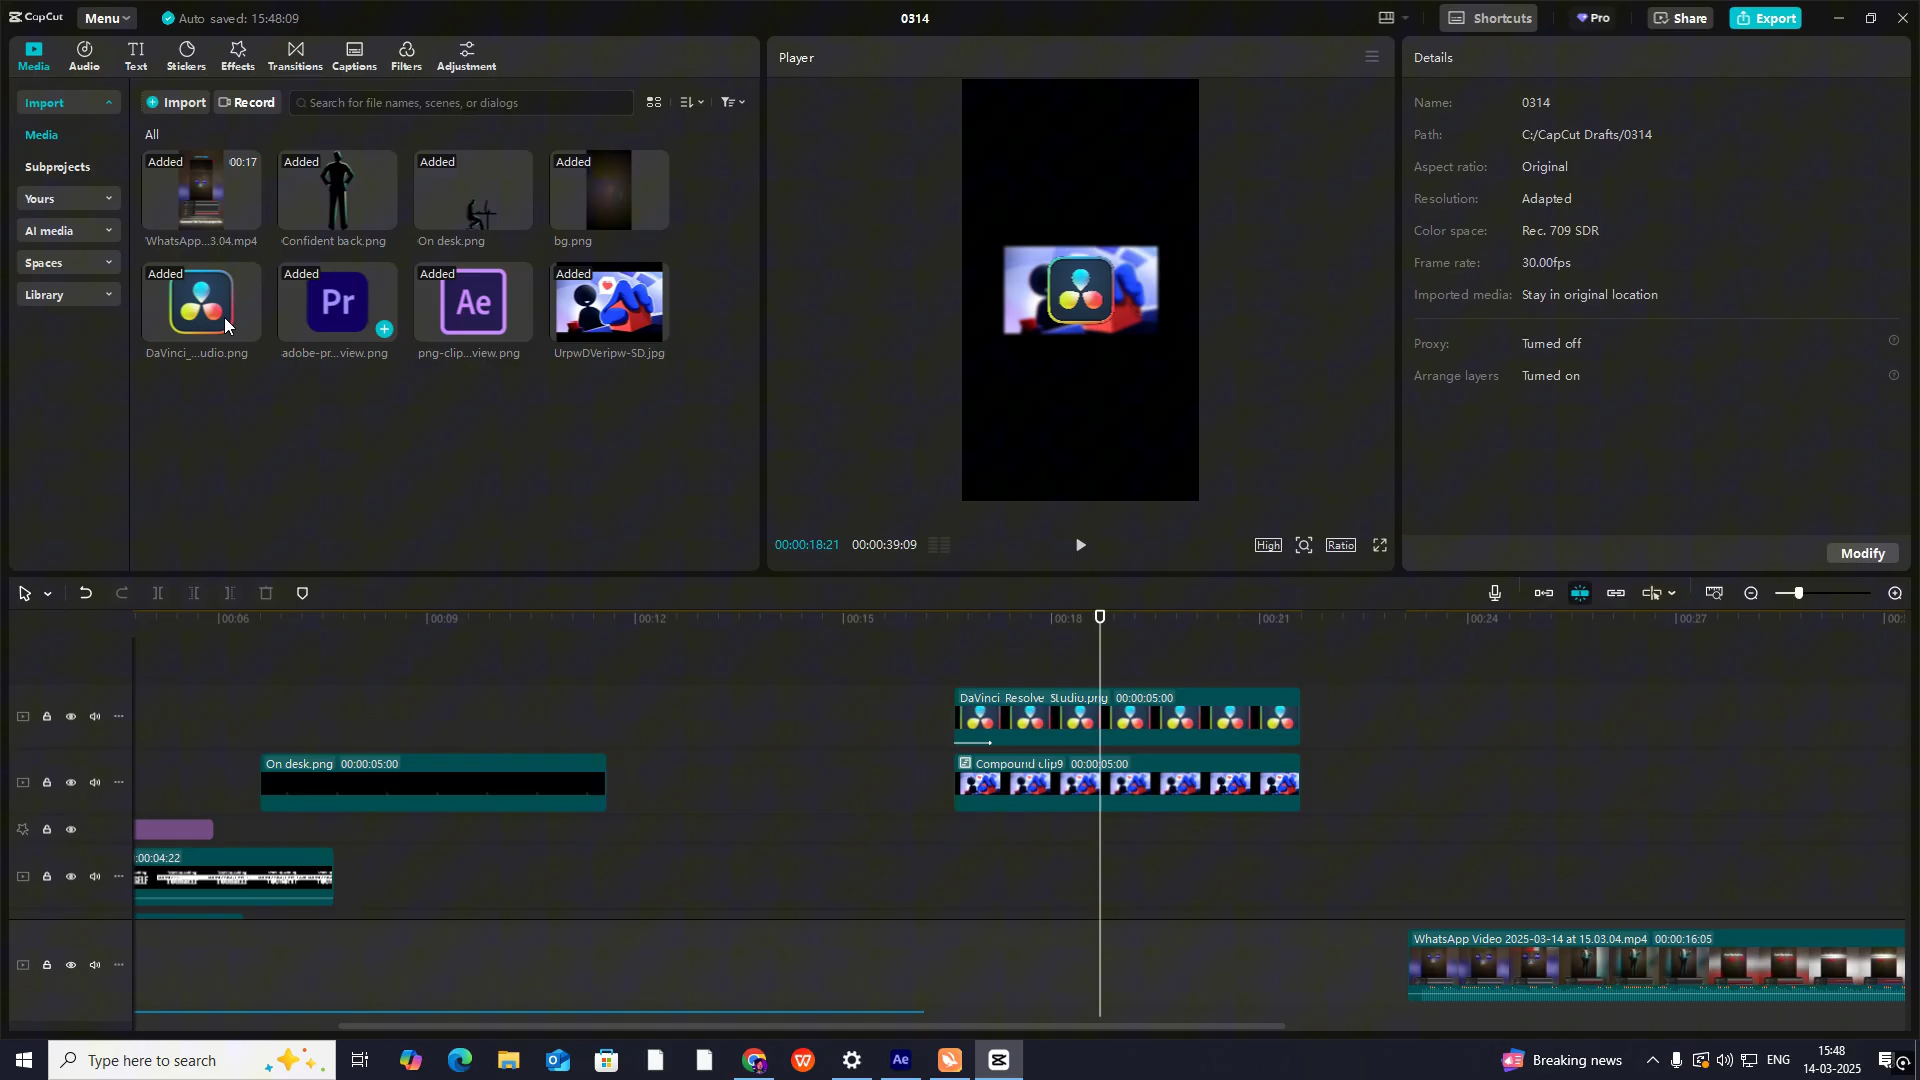 CapCut
Menu
Auto saved: 15:48:09
0314
Shortcuts
Pro
Share
Export
Media
Audio
TI
Text
Stickers
Effects
Transitions
Captions
Filters
Adjustment
Player
Details
Import
Import
Record
Search for file names, scenes, or dialogs
Media
All
Subprojects
Yours
AI media
Spaces
Library
Added
00:17
Added
Added
Added
WhatsApp...3.04.mp4
Confident back.png
On desk.png
bg.png
Added
Added
Pr
Added
Ae
Added
DaVinci_...udio.png
adobe-pr...view.png
png-clip...view.png
UrpwDVeripw-SD.jpg
Name:
0314
Path:
C:/CapCut Drafts/0314
Aspect ratio:
Original
Resolution:
Adapted
Color space:
Rec. 709 SDR
Frame rate:
30.00fps
Imported media:
Stay in original location
Proxy:
Turned off
Arrange layers
Turned on
Modify
00:00:18:21
00:00:39:09
High
Ratio
00:06
00:09
00:12
00:15
00:18
00:21
00:24
00:27
DaVinci_Resolve_Studio.png 00:00:05:00
On desk.png 00:00:05:00
Compound clip9 00:00:05:00
:00:04:22
WhatsApp Video 2025-03-14 at 15.03.04.mp4 00:00:16:05
Type here to search
Ae
Breaking news
ENG
15:48
14-03-2025